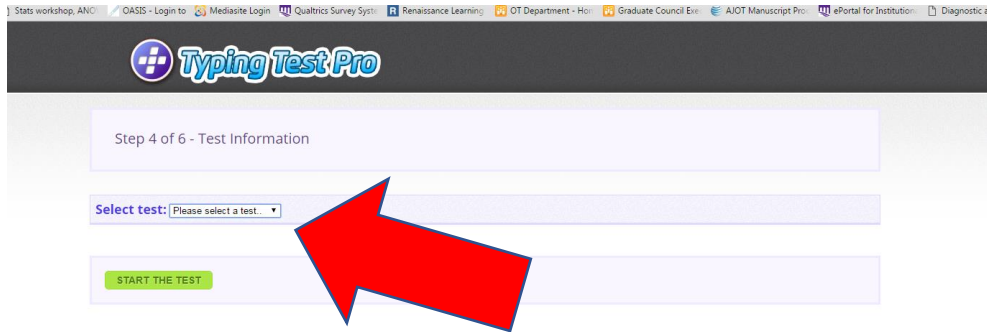 Stats workshop, ANO OASIS - Login to Mediasite Login Qualtrics Survey Syste Renaissance Learning OT Department - Hom Graduate Council Exe AJOT Manuscript Proc ePortal for Institution Diagnostic a
Typing Test Pro
Step 4 of 6 - Test Information
Select test: Please select a test..
START THE TEST